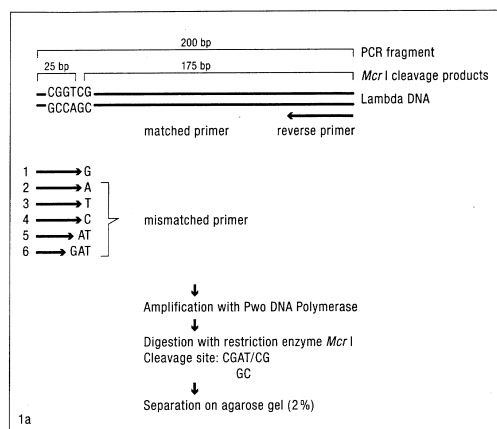 200 bp
PCR fragment
25 bp 175 bp
Mcr I cleavage products
CGGTCG
GCCAGC
Lambda DNA
matched primer reverse primer
1 G
2 A
3 T
4 C
5 AT
6 GAT
mismatched primer
Amplification with Pwo DNA Polymerase
Digestion with restriction enzyme Mcr I
Cleavage site: CGAT/CG
GC
Separation on agarose gel (2%)
1a